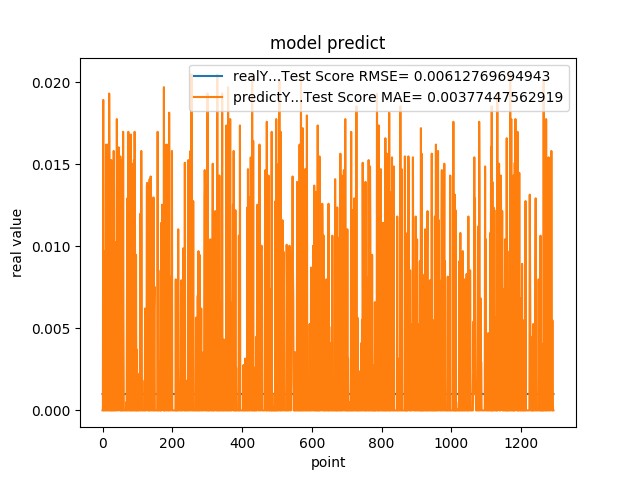 model predict
realY...Test Score RMSE= 0.00612769694943
predictY...Test Score MAE= 0.00377447562919
0.020
0.015
0.010
0.005
0.000
real value
0 200 400 600 800 1000 1200
point